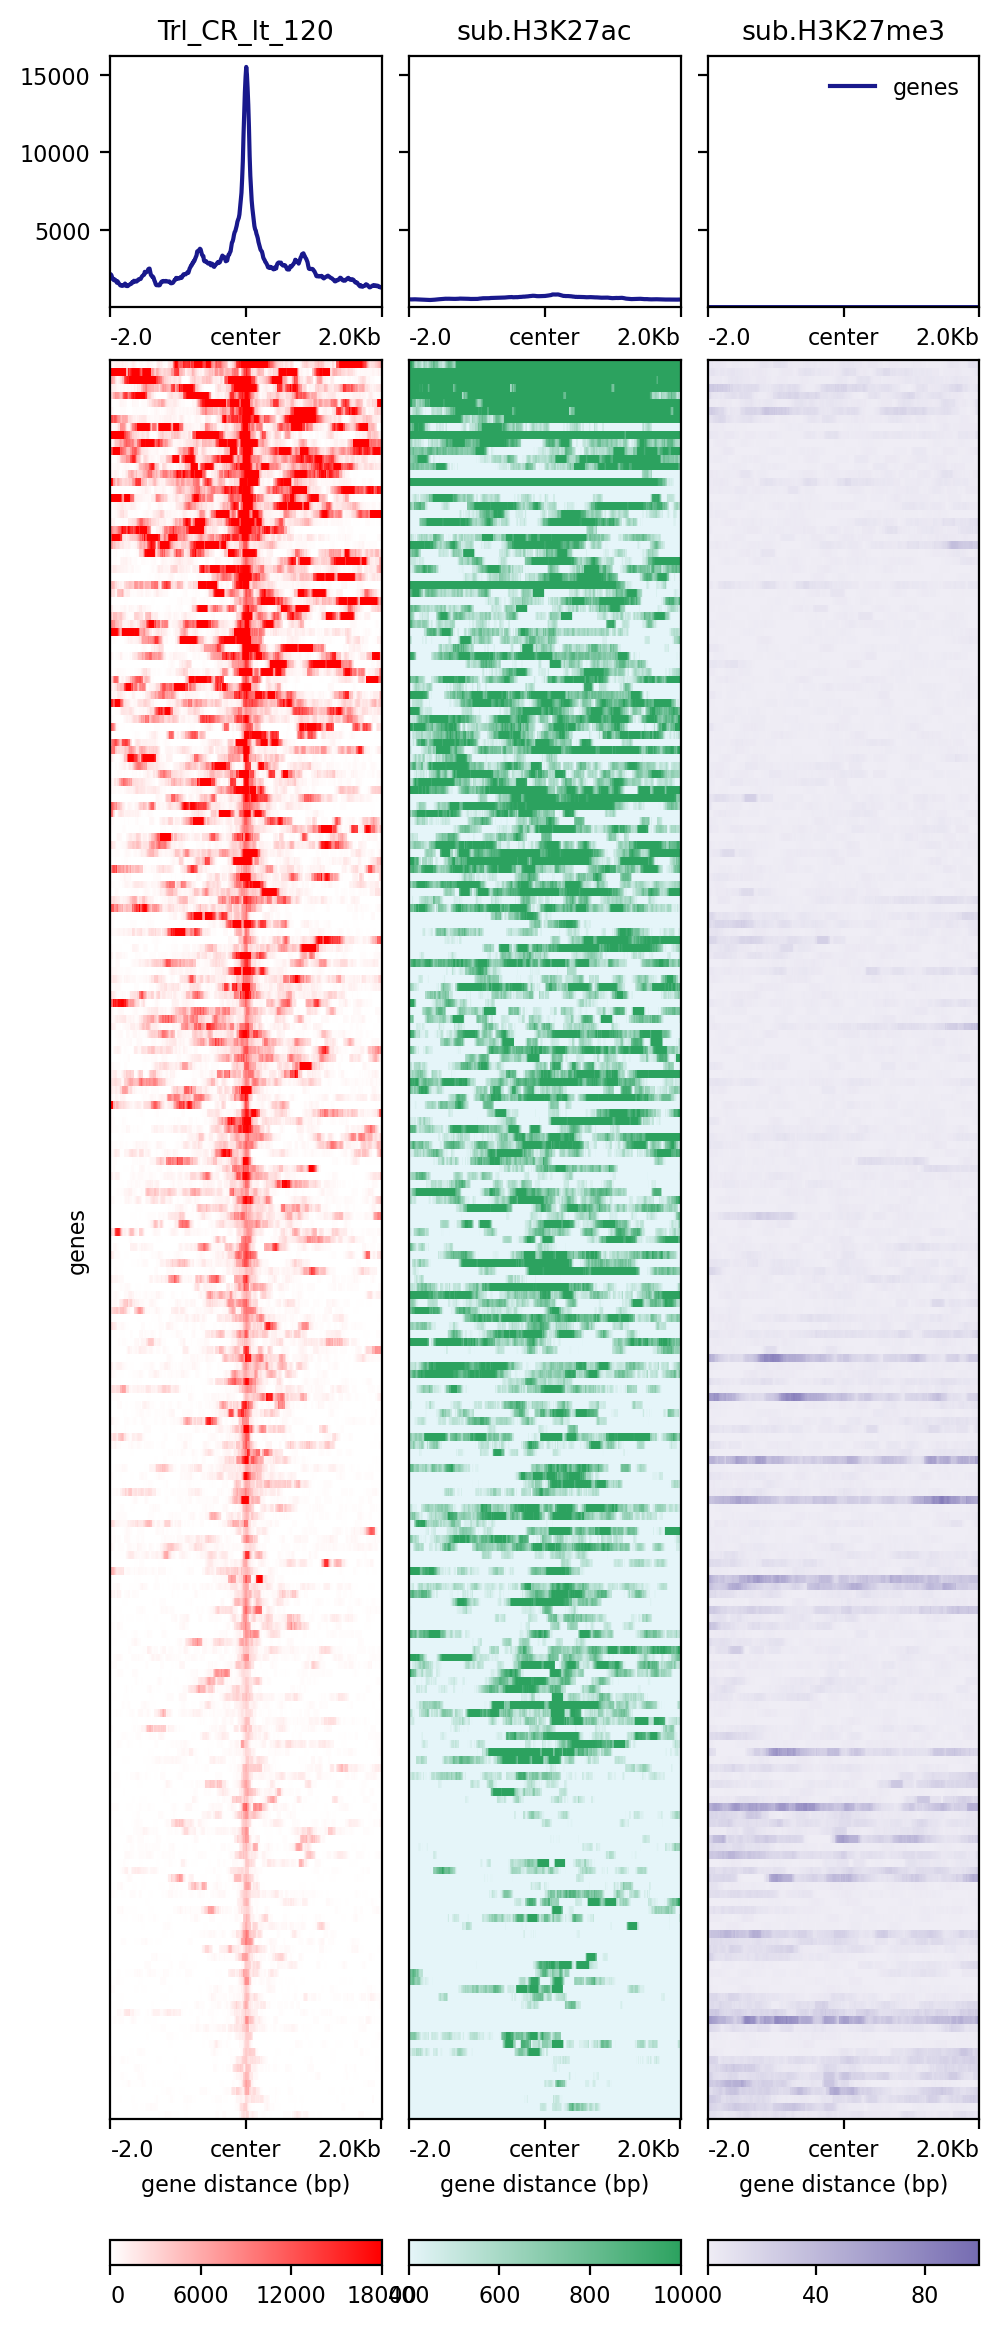 Trl_CR_lt_120 sub.H3K27ac sub.H3K27me3
15000
10000
5000
genes
-2.0 center 2.0Kb -2.0 center 2.0Kb -2.0 center 2.0Kb
genes
-2.0 center 2.0Kb -2.0 center 2.0Kb -2.0 center 2.0Kb
gene distance (bp) gene distance (bp) gene distance (bp)
0 6000 12000 18000 400 600 800 1000 0 40 80